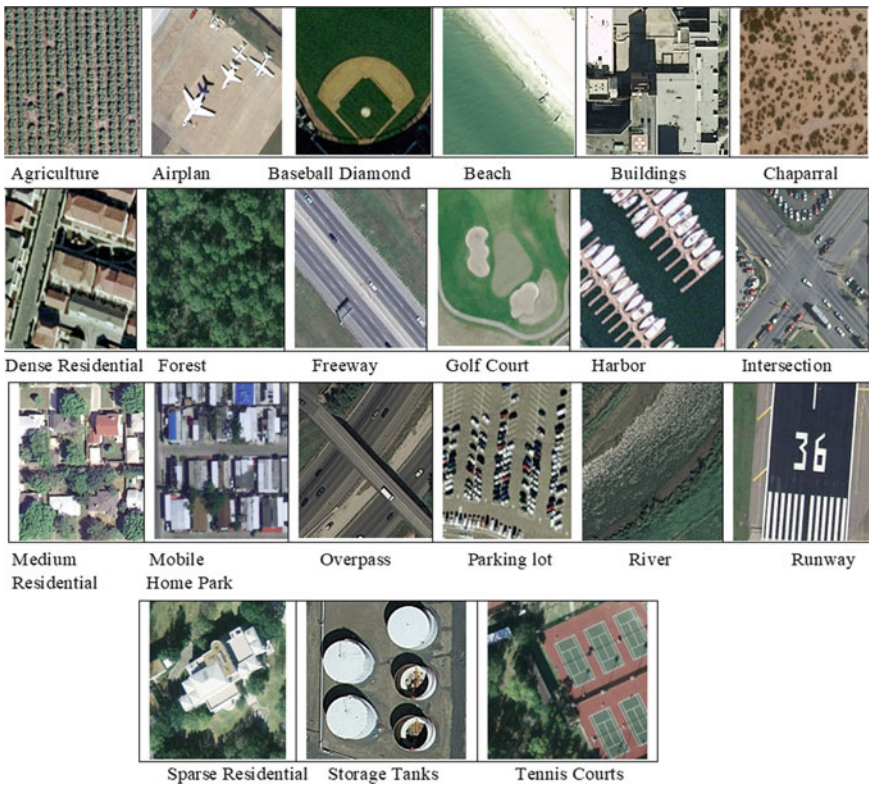 Agriculture Airplan Baseball Diamond Beach Buildings Chaparral
Dense Residential Forest Freeway Golf Court Harbor Intersection
36
Medium Mobile Overpass Parking lot River Runway
Residential Home Park
Sparse Residential Storage Tanks Tennis Courts